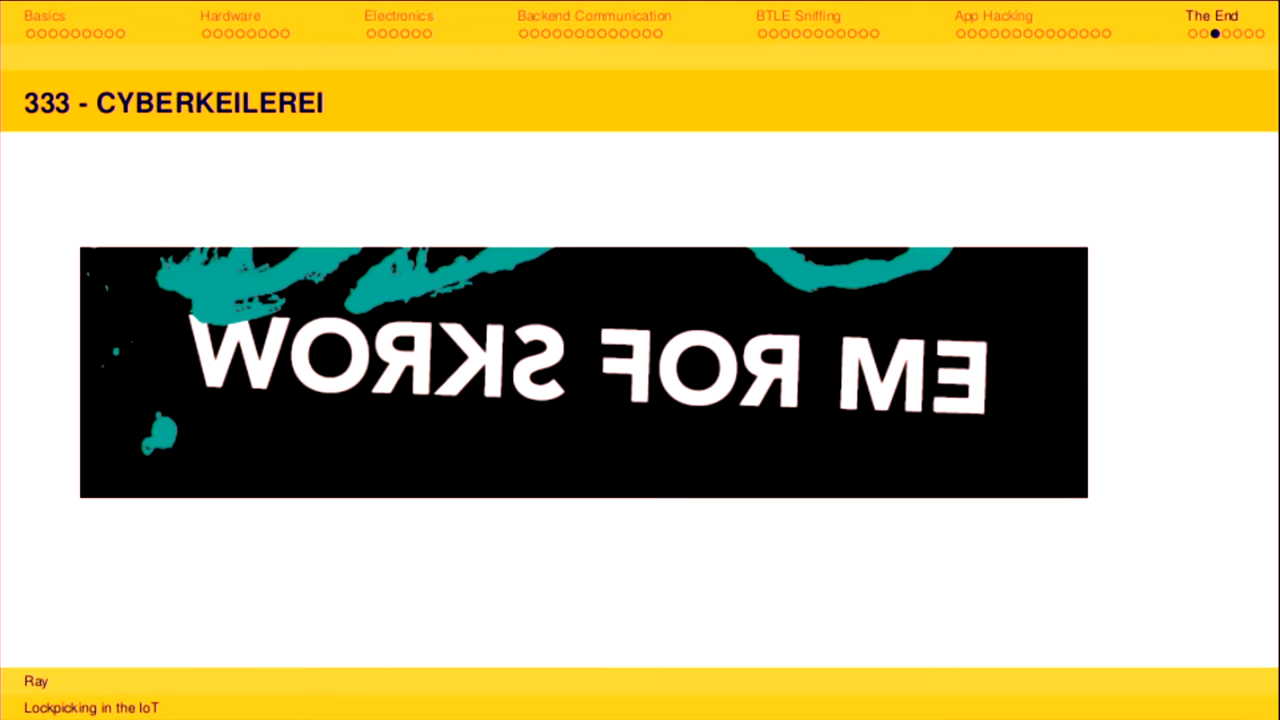 Basics
Hardware
Electronics
Backend Communication
BTLE Sniffing
App Hacking
The End
333 - CYBERKEILEREI
WORKS FOR ME
Ray
Lockpicking in the IoT